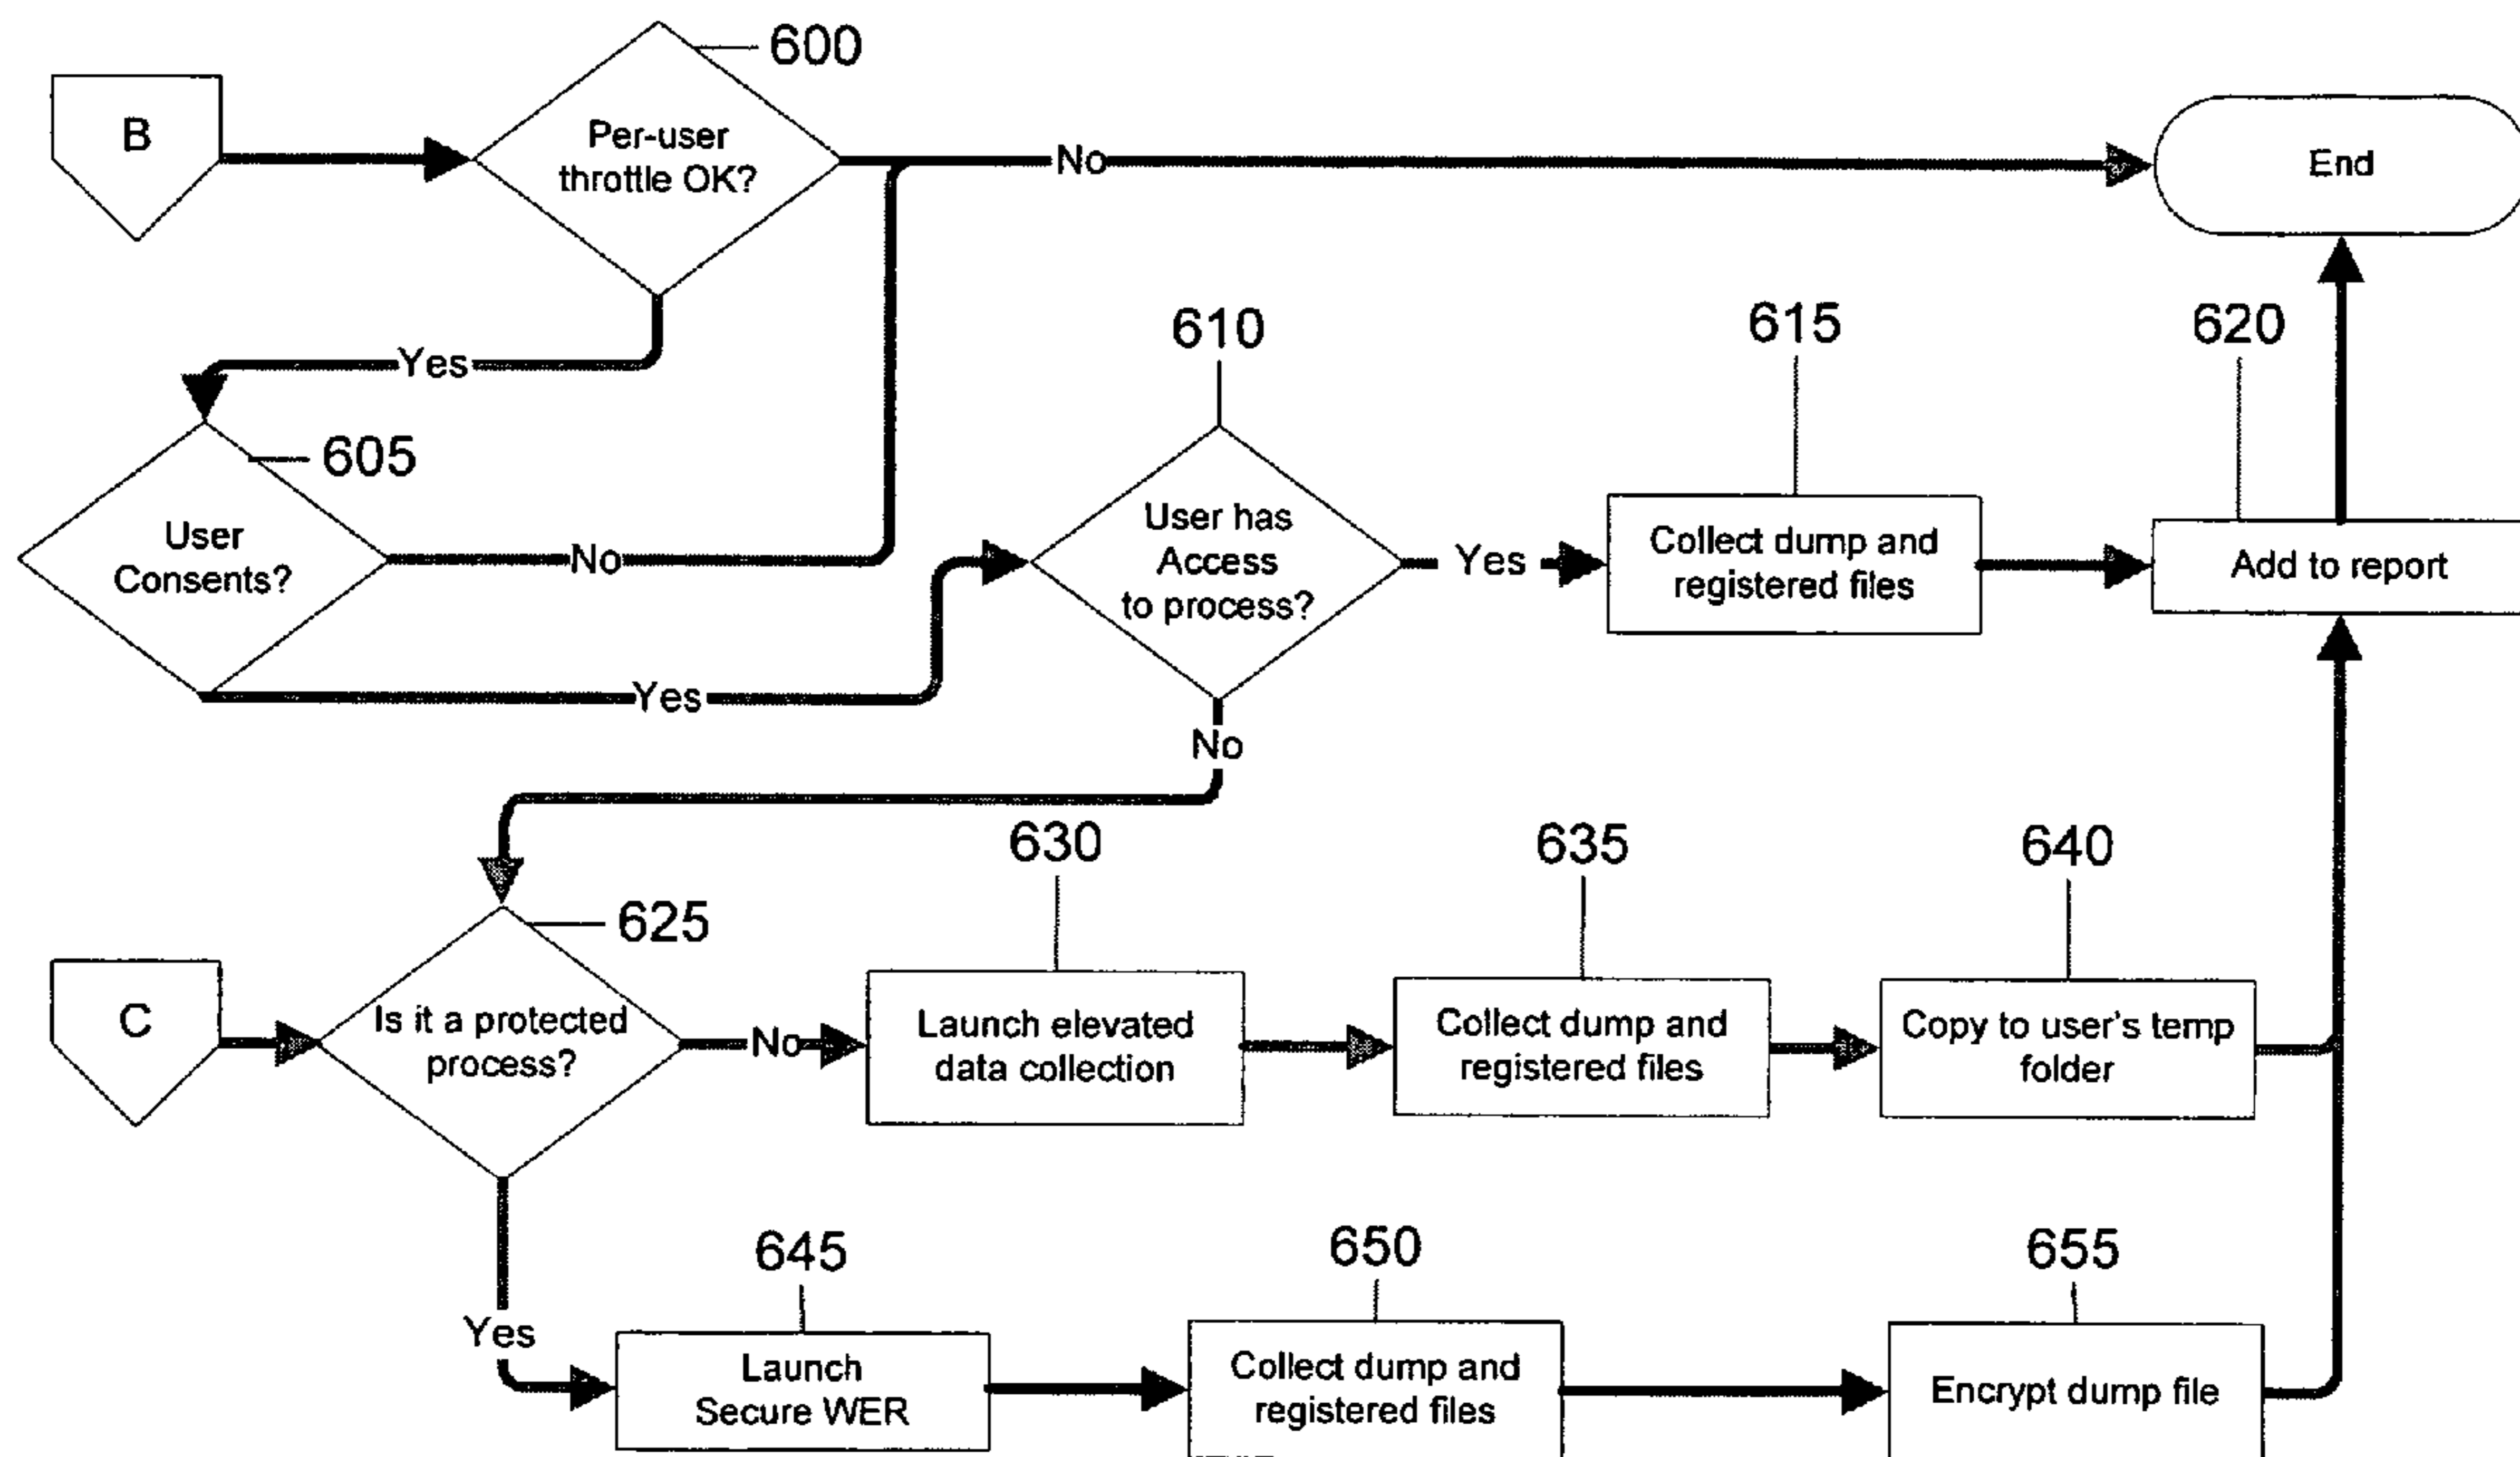 600
B
Per-user
throttle OK?
No
End
Yes
610
615
620
605
User
Consents?
No
User has
Access
to process?
Yes
Collect dump and
registered files
Add to report
Yes
No
630
635
640
625
C
Is it a protected
process?
No
Launch elevated
data collection
Collect dump and
registered files
Copy to user's temp
folder
645
650
655
Yes
Launch
Secure WER
Collect dump and
registered files
Encrypt dump file